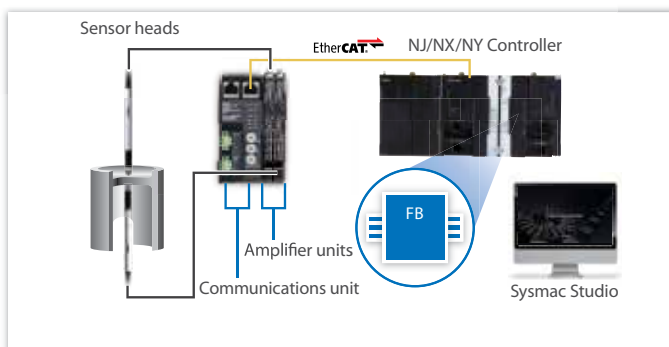 Sensor heads
EtherCAT
NJ/NX/NY Controller
FB
Amplifier units
Communications unit
Sysmac Studio